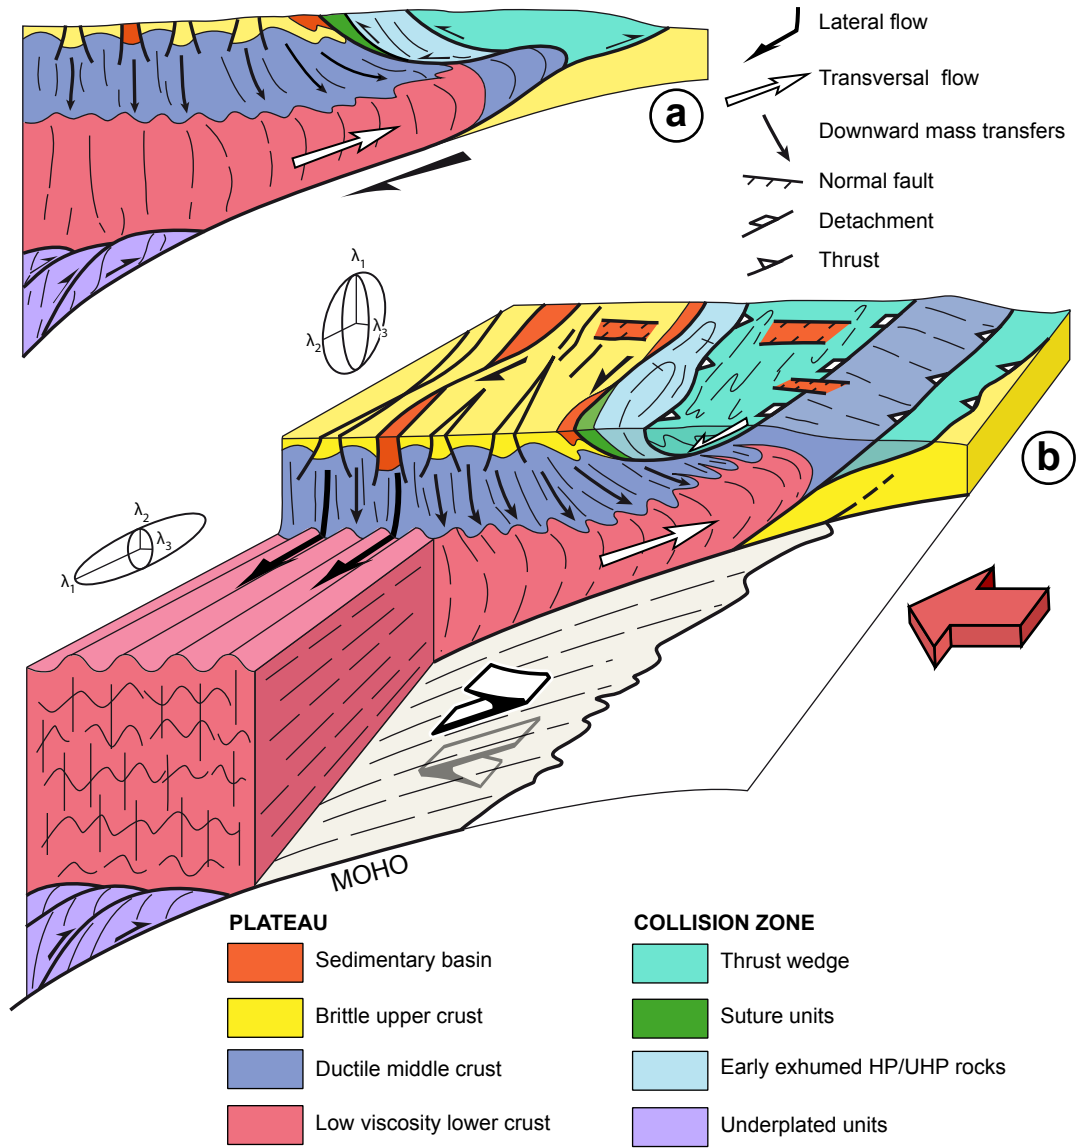 a
Lateral flow
Transversal flow
Downward mass transfers
Normal fault
Detachment
Thrust
λ1
λ2
λ3
b
λ2
λ3
λ1
MOHO
PLATEAU
Sedimentary basin
Brittle upper crust
Ductile middle crust
Low viscosity lower crust
COLLISION ZONE
Thrust wedge
Suture units
Early exhumed HP/UHP rocks
Underplated units